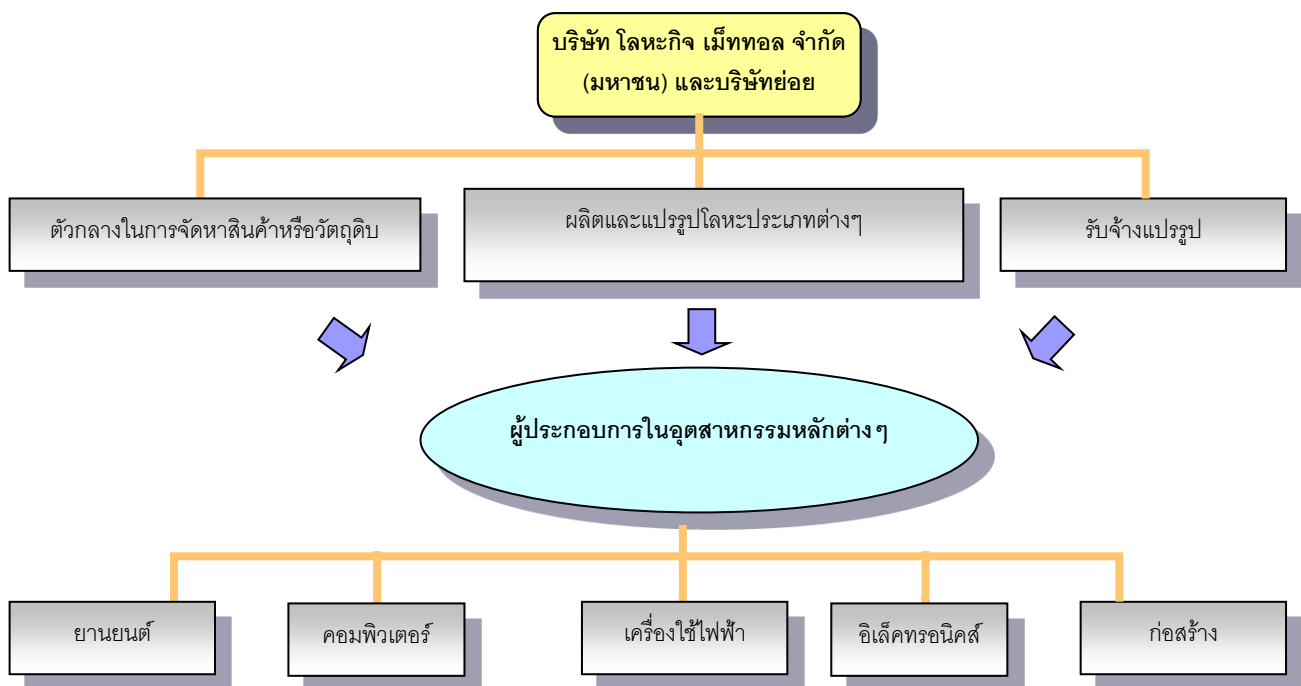 บริษัท โลหะกิจ เม็ททอล จำกัด
(มหาชน) และบริษัทย่อย
ตัวกลางในการจัดหาสินค้าหรือวัตถุดิบ
ผลิตและแปรรูปโลหะประเภทต่างๆ
รับจ้างแปรรูป
ผู้ประกอบการในอุตสาหกรรมหลักต่างๆ
ยานยนต์
คอมพิวเตอร์
เครื่องใช้ไฟฟ้า
อิเล็คทรอนิคส์
ก่อสร้าง